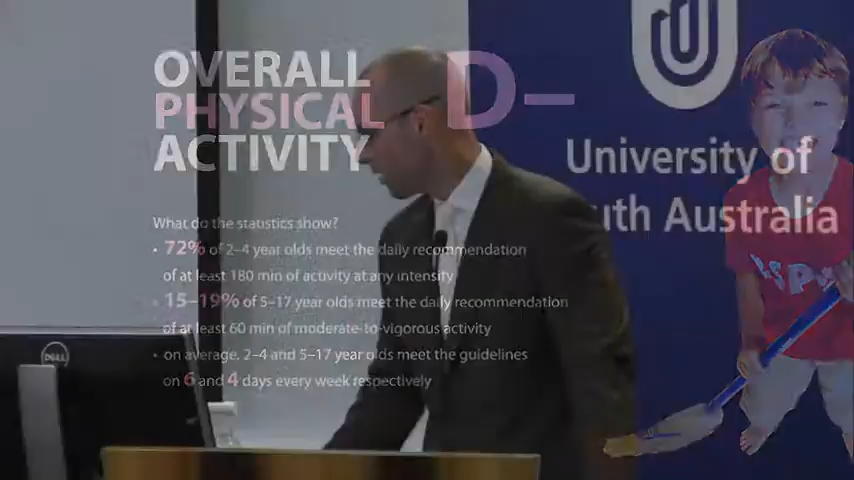 OVERALL D–
PHYSICAL
ACTIVITY
What do the statistics show?
• 72% of 2–4 year olds meet the daily recommendation
of at least 180 min of activity at any intensity
• 15–19% of 5–17 year olds meet the daily recommendation
of at least 60 min of moderate-to-vigorous activity
• on average, 2–4 and 5–17 year olds meet the guidelines
on 6 and 4 days every week respectively
University of
uth Australia
DELL